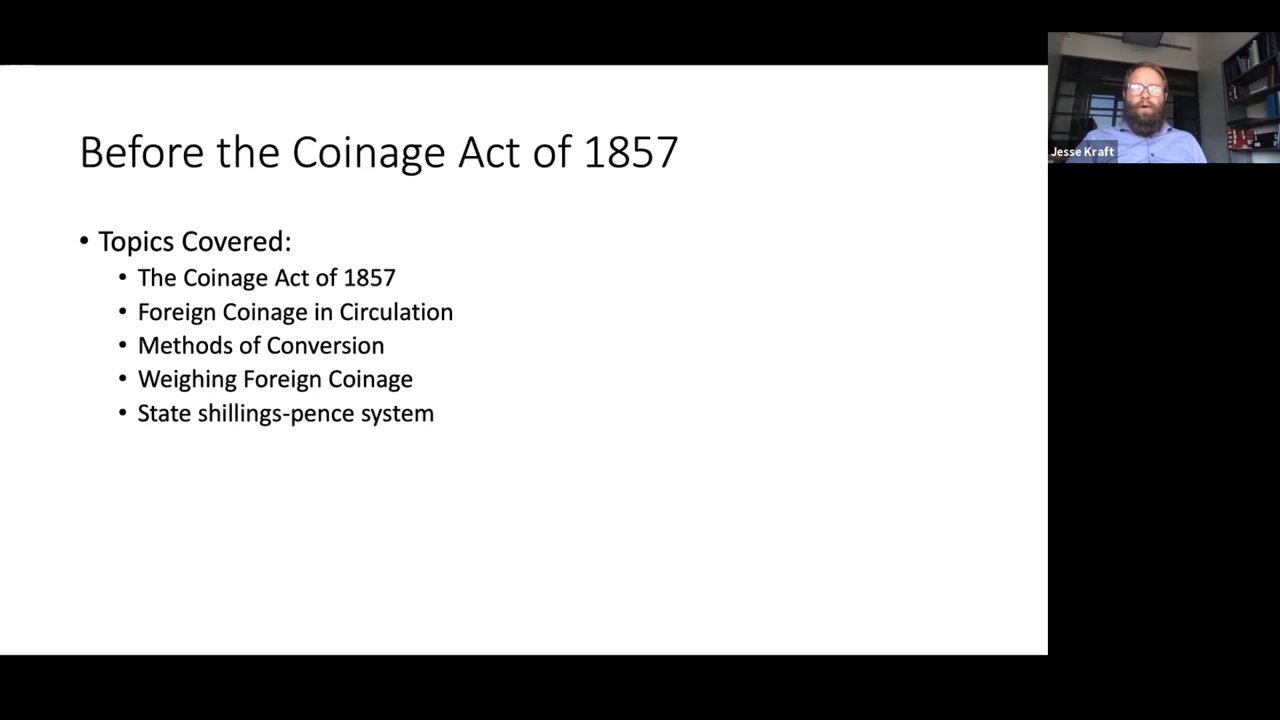 Before the Coinage Act of 1857
• Topics Covered:
• The Coinage Act of 1857
• Foreign Coinage in Circulation
• Methods of Conversion
• Weighing Foreign Coinage
• State shillings-pence system
Jesse Kraft